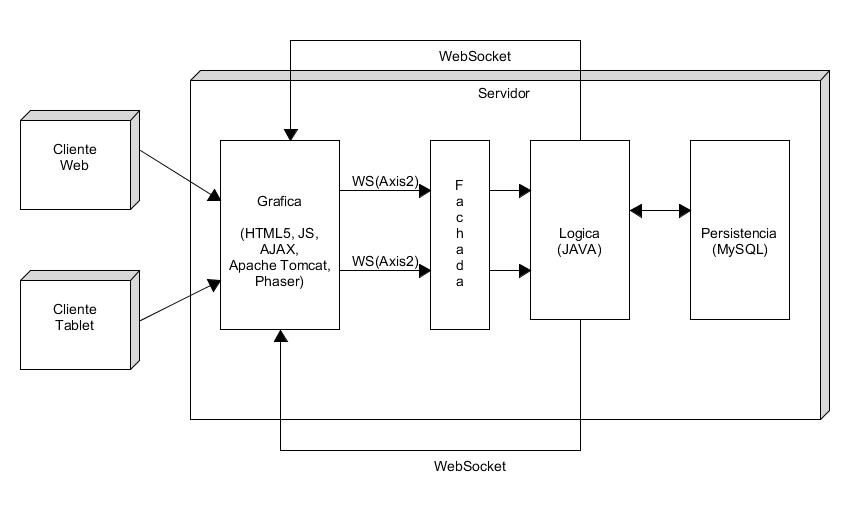 WebSocket
Servidor
Cliente
Web
Cliente
Tablet
Grafica
(HTML5, JS,
AJAX,
Apache Tomcat,
Phaser)
WS(Axis2)
WS(Axis2)
Fachada
Logica
(JAVA)
Persistencia
(MySQL)
WebSocket